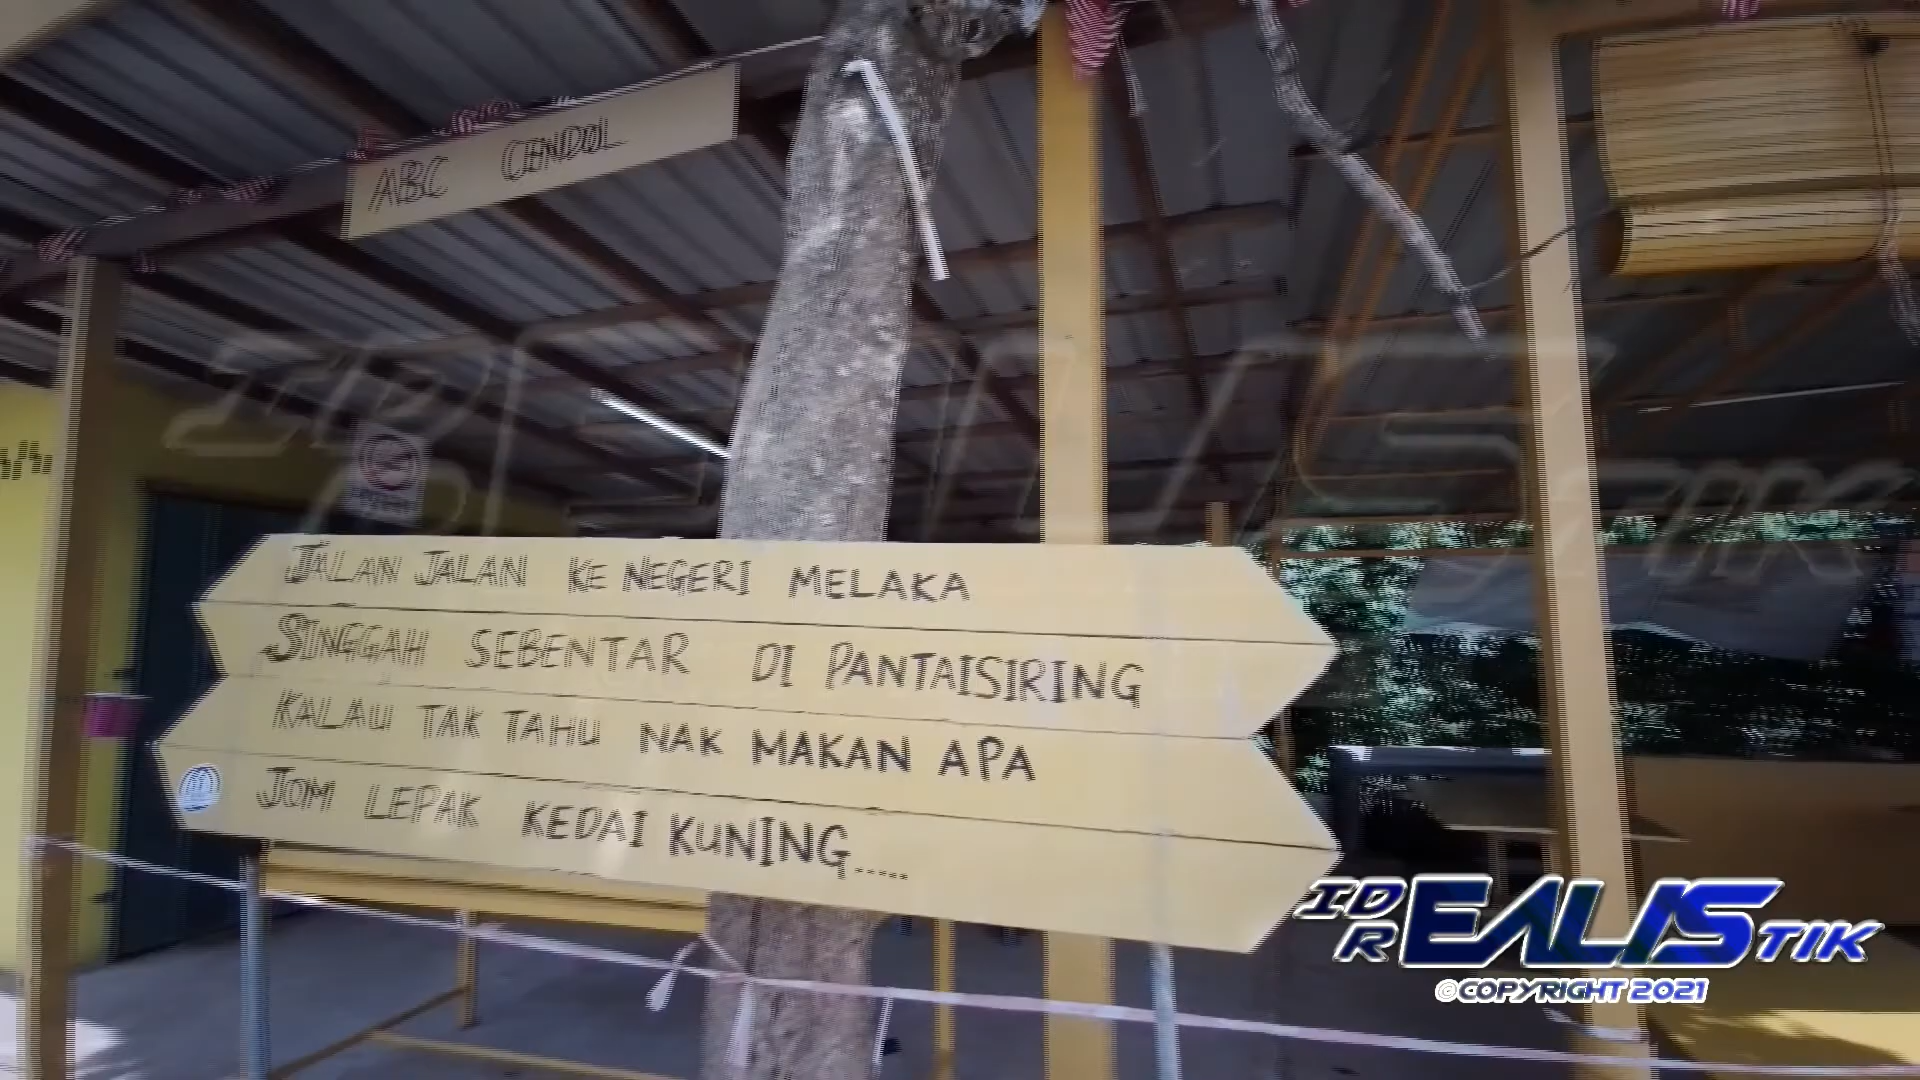 ABC CENDOL
JALAN JALAN KE NEGERI MELAKA
SINGGAH SEBENTAR DI PANTAISIRING
KALAU TAK TAHU NAK MAKAN APA
JOM LEPAK KEDAI KUNING.....
IDR REALISTIK
©COPYRIGHT 2021